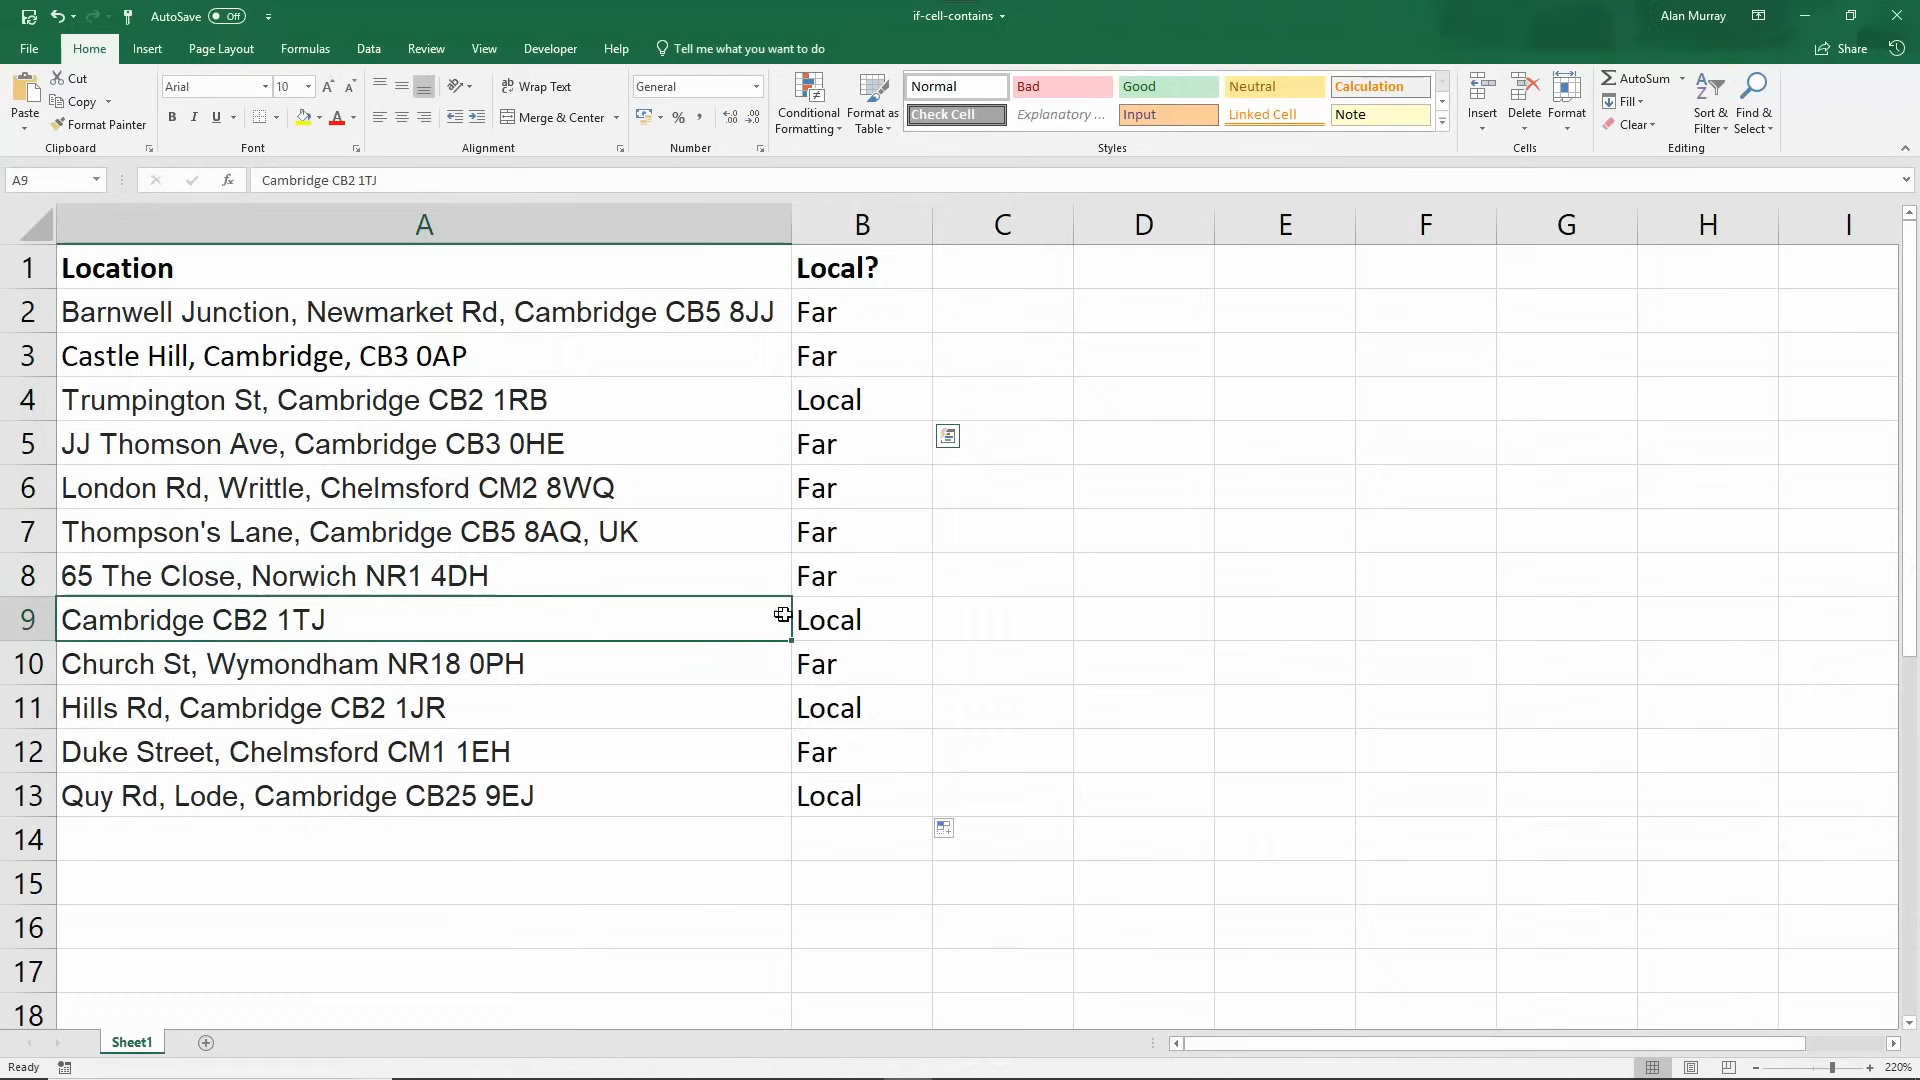 AutoSave Off
if-cell-contains
Alan Murray
File Home Insert Page Layout Formulas Data Review View Developer Help Tell me what you want to do Share
Paste
Cut
Copy
Format Painter
Clipboard
Arial 10
B I U A
Font
Wrap Text
Merge & Center
Alignment
General
%
Number
Conditional Formatting
Format as Table
Normal Bad Good Neutral Calculation
Check Cell Explanatory ... Input Linked Cell Note
Styles
Insert Delete Format
Cells
AutoSum
Fill
Clear
Sort & Filter
Find & Select
Editing
A9 fx Cambridge CB2 1TJ
A B C D E F G H I
1 Location Local?
2 Barnwell Junction, Newmarket Rd, Cambridge CB5 8JJ Far
3 Castle Hill, Cambridge, CB3 0AP Far
4 Trumpington St, Cambridge CB2 1RB Local
5 JJ Thomson Ave, Cambridge CB3 0HE Far
6 London Rd, Writtle, Chelmsford CM2 8WQ Far
7 Thompson's Lane, Cambridge CB5 8AQ, UK Far
8 65 The Close, Norwich NR1 4DH Far
9 Cambridge CB2 1TJ Local
10 Church St, Wymondham NR18 0PH Far
11 Hills Rd, Cambridge CB2 1JR Local
12 Duke Street, Chelmsford CM1 1EH Far
13 Quy Rd, Lode, Cambridge CB25 9EJ Local
14
15
16
17
18
Sheet1
Ready 220%